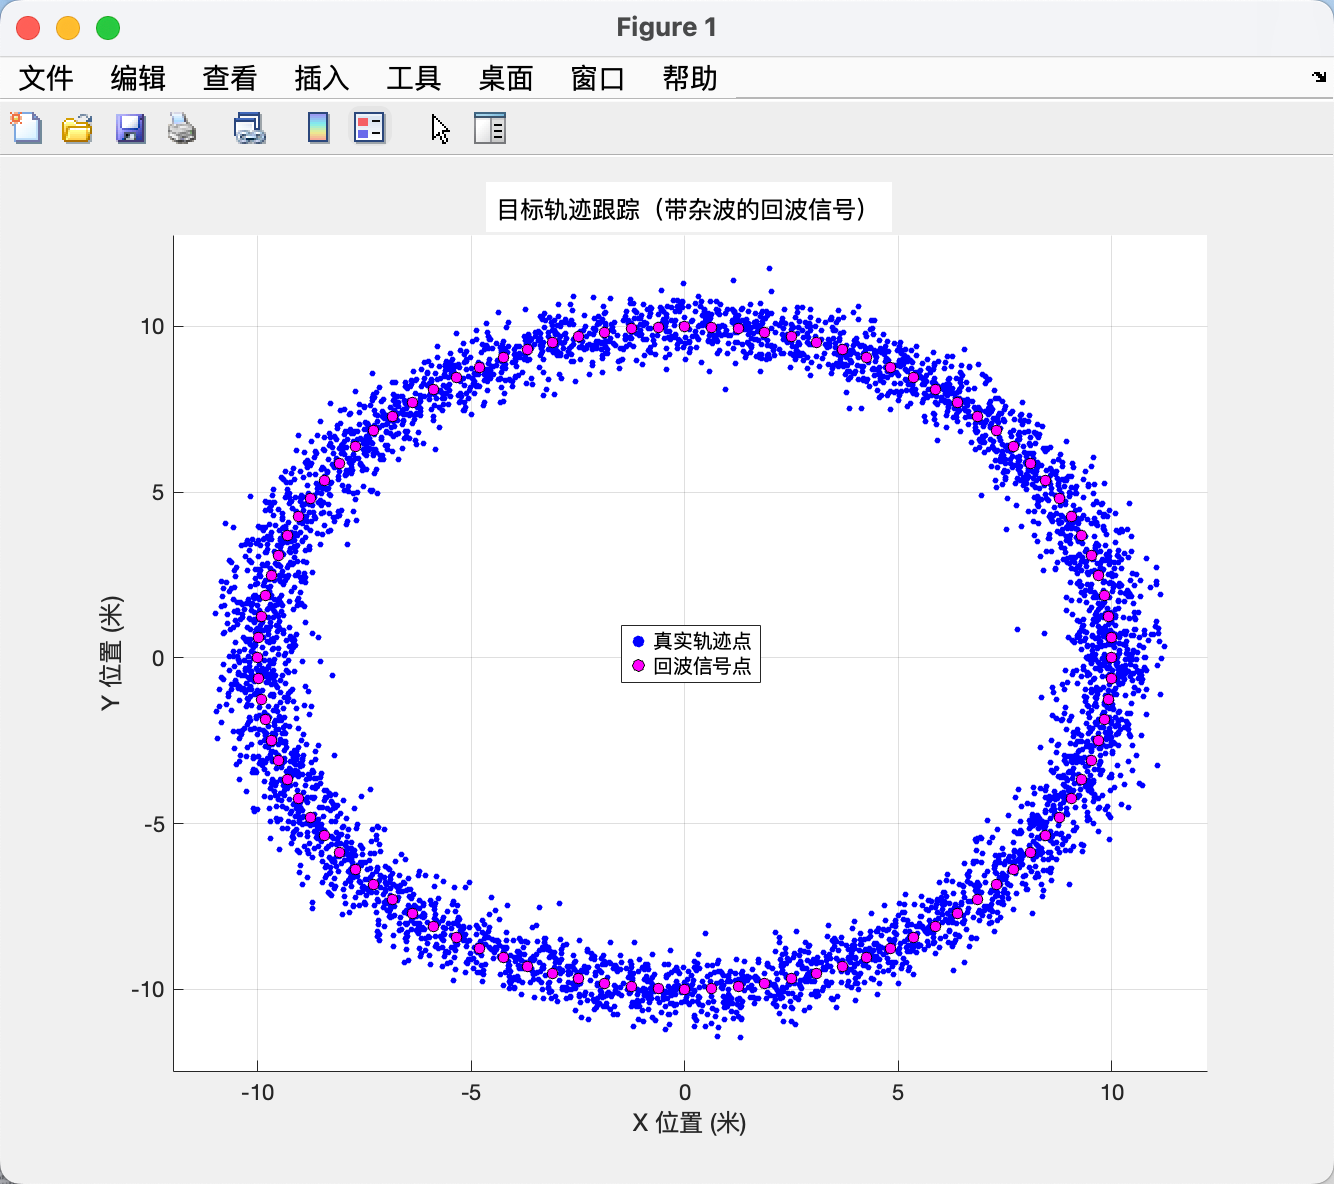 Figure 1
文件 编辑 查看 插入 工具 桌面 窗口 帮助
目标轨迹跟踪（带杂波的回波信号）
10
5
0
-5
-10
Y 位置 (米)
真实轨迹点
回波信号点
-10 -5 0 5 10
X 位置 (米)